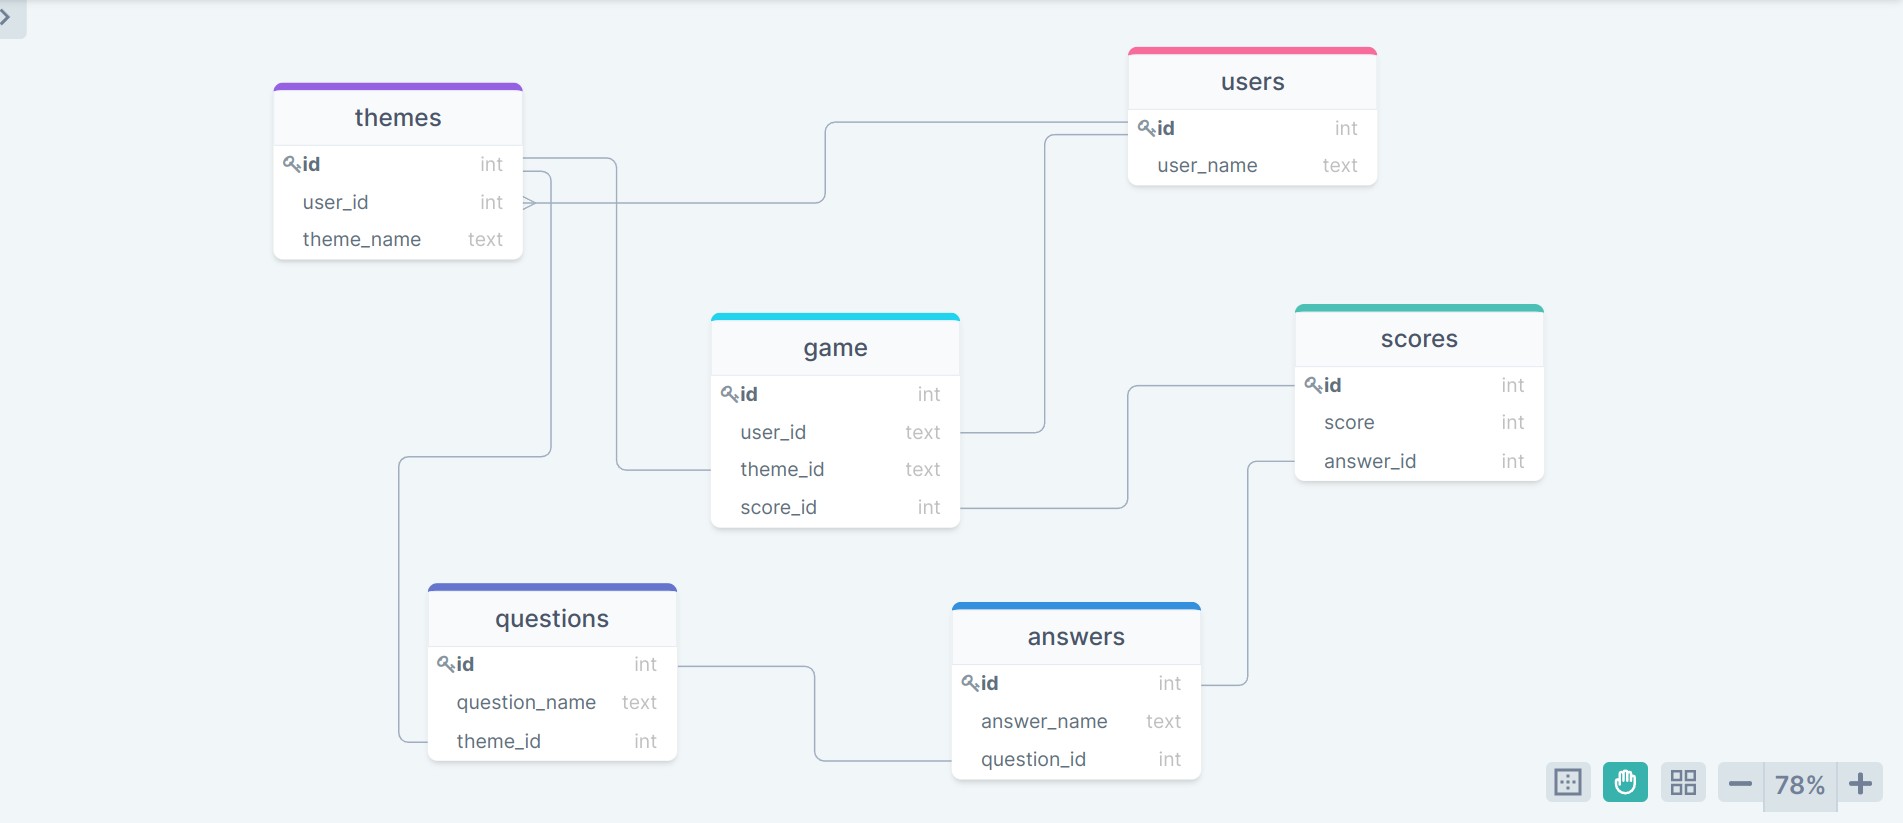 themes
id int
user_id int
theme_name text
users
id int
user_name text
game
id int
user_id text
theme_id text
score_id int
scores
id int
score int
answer_id int
questions
id int
question_name text
theme_id int
answers
id int
answer_name text
question_id int
78%